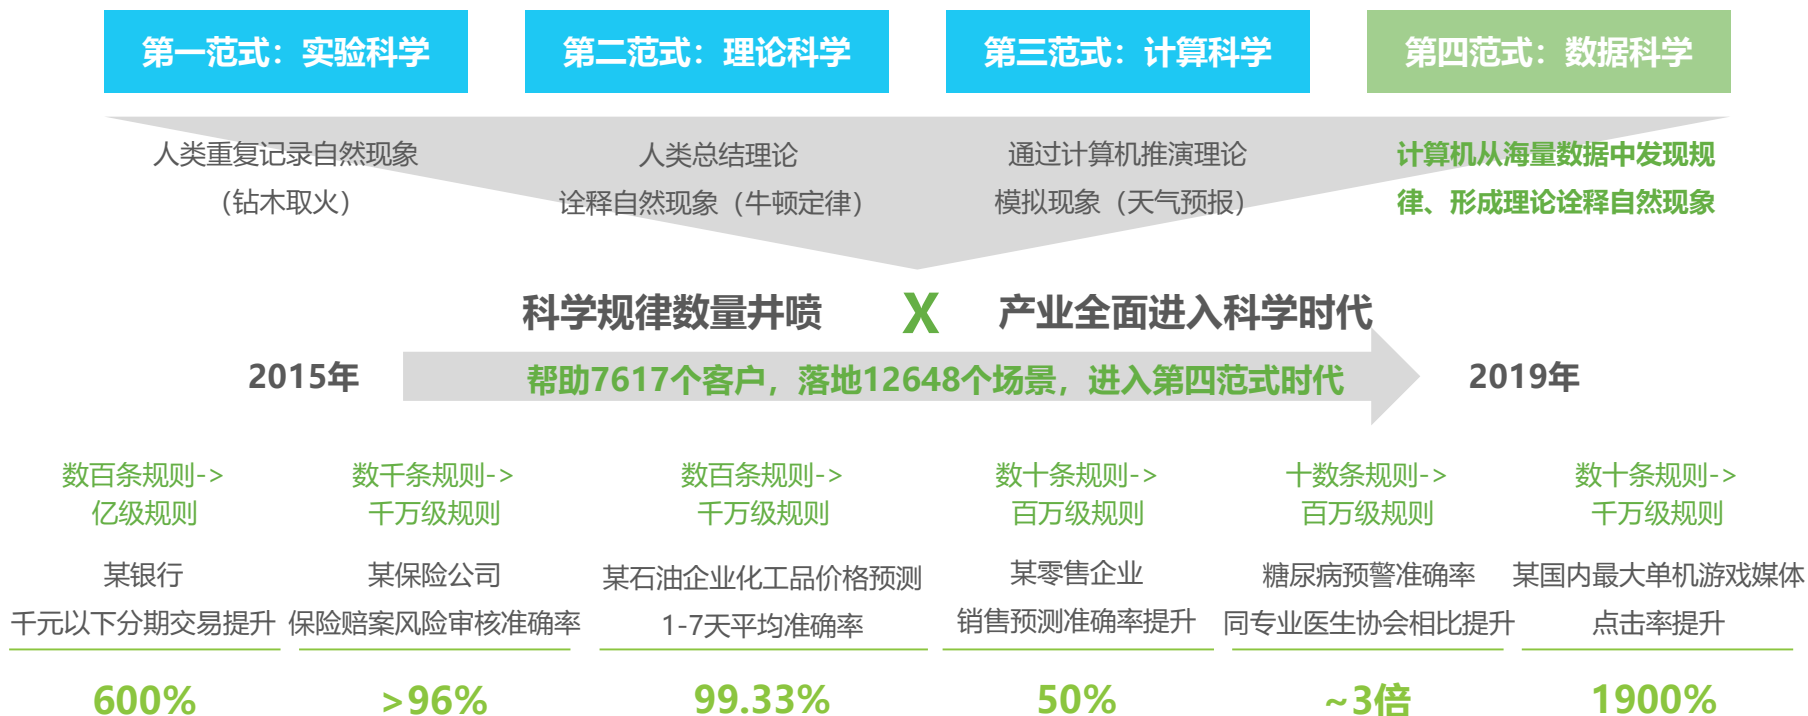 第一范式：实验科学
第二范式：理论科学
第三范式：计算科学
第四范式：数据科学
人类重复记录自然现象
（钻木取火）
人类总结理论
诠释自然现象（牛顿定律）
通过计算机推演理论
模拟现象（天气预报）
计算机从海量数据中发现规
律、形成理论诠释自然现象
科学规律数量井喷 X 产业全面进入科学时代
2015年
帮助7617个客户，落地12648个场景，进入第四范式时代
2019年
数百条规则->
亿级规则
某银行
千元以下分期交易提升
600%
数千条规则->
千万级规则
某保险公司
保险赔案风险审核准确率
>96%
数百条规则->
千万级规则
某石油企业化工品价格预测
1-7天平均准确率
99.33%
数十条规则->
百万级规则
某零售企业
销售预测准确率提升
50%
十数条规则->
百万级规则
糖尿病预警准确率
同专业医生协会相比提升
~3倍
数十条规则->
千万级规则
某国内最大单机游戏媒体
点击率提升
1900%